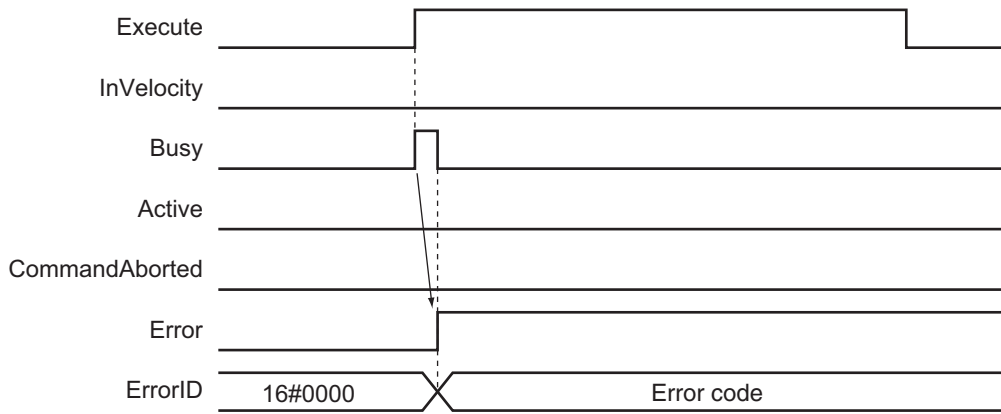 Execute
InVelocity
Busy
Active
CommandAborted
Error
ErrorID 16#0000 Error code